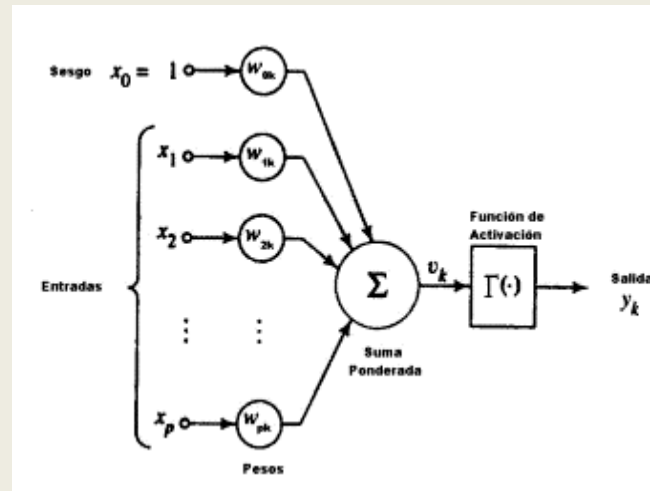 Sesgo x₀ = 1 w₀ₖ
x₁ w₁ₖ
x₂ w₂ₖ
Entradas
⋮ ⋮
xₚ wₚₖ
Pesos
Σ
Suma
Ponderada
vₖ
Función de
Activación
Γ(·)
Salida
yₖ